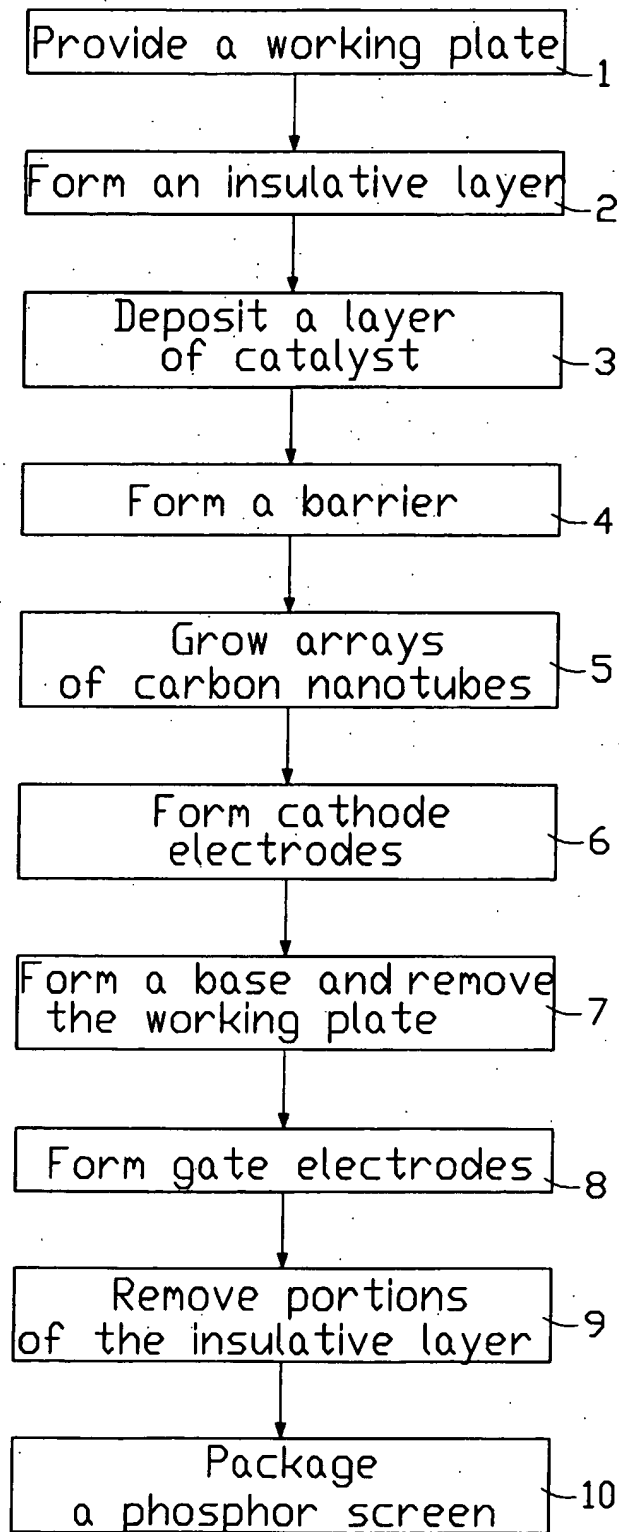 Provide a working plate
1
Form an insulative layer
2
Deposit a layer
of catalyst
3
Form a barrier
4
Grow arrays
of carbon nanotubes
5
Form cathode
electrodes
6
Form a base and remove
the working plate
7
Form gate electrodes
8
Remove portions
of the insulative layer
9
Package
a phosphor screen
10